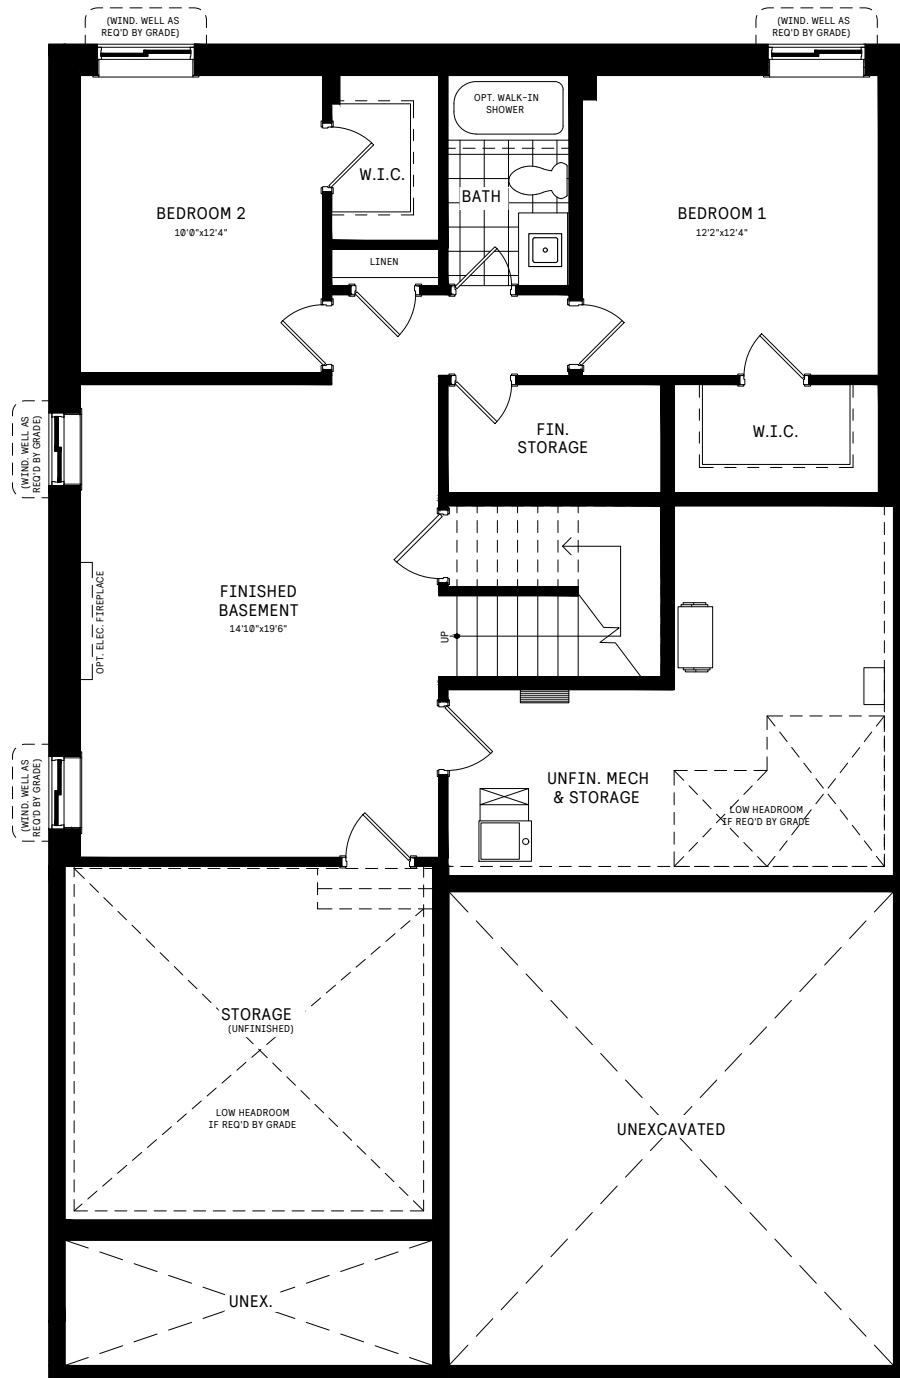 (WIND. WELL AS
REQ'D BY GRADE)
(WIND. WELL AS
REQ'D BY GRADE)
OPT. WALK-IN
SHOWER
W.I.C.
BATH
BEDROOM 2
10'0"x12'4"
BEDROOM 1
12'2"x12'4"
LINEN
(WIND. WELL AS
REQ'D BY GRADE)
FIN.
STORAGE
W.I.C.
OPT. ELEC. FIREPLACE
FINISHED
BASEMENT
14'10"x19'6"
UP
(WIND. WELL AS
REQ'D BY GRADE)
UNFIN. MECH
& STORAGE
LOW HEADROOM
IF REQ'D BY GRADE
STORAGE
(UNFINISHED)
LOW HEADROOM
IF REQ'D BY GRADE
UNEXCAVATED
UNEX.